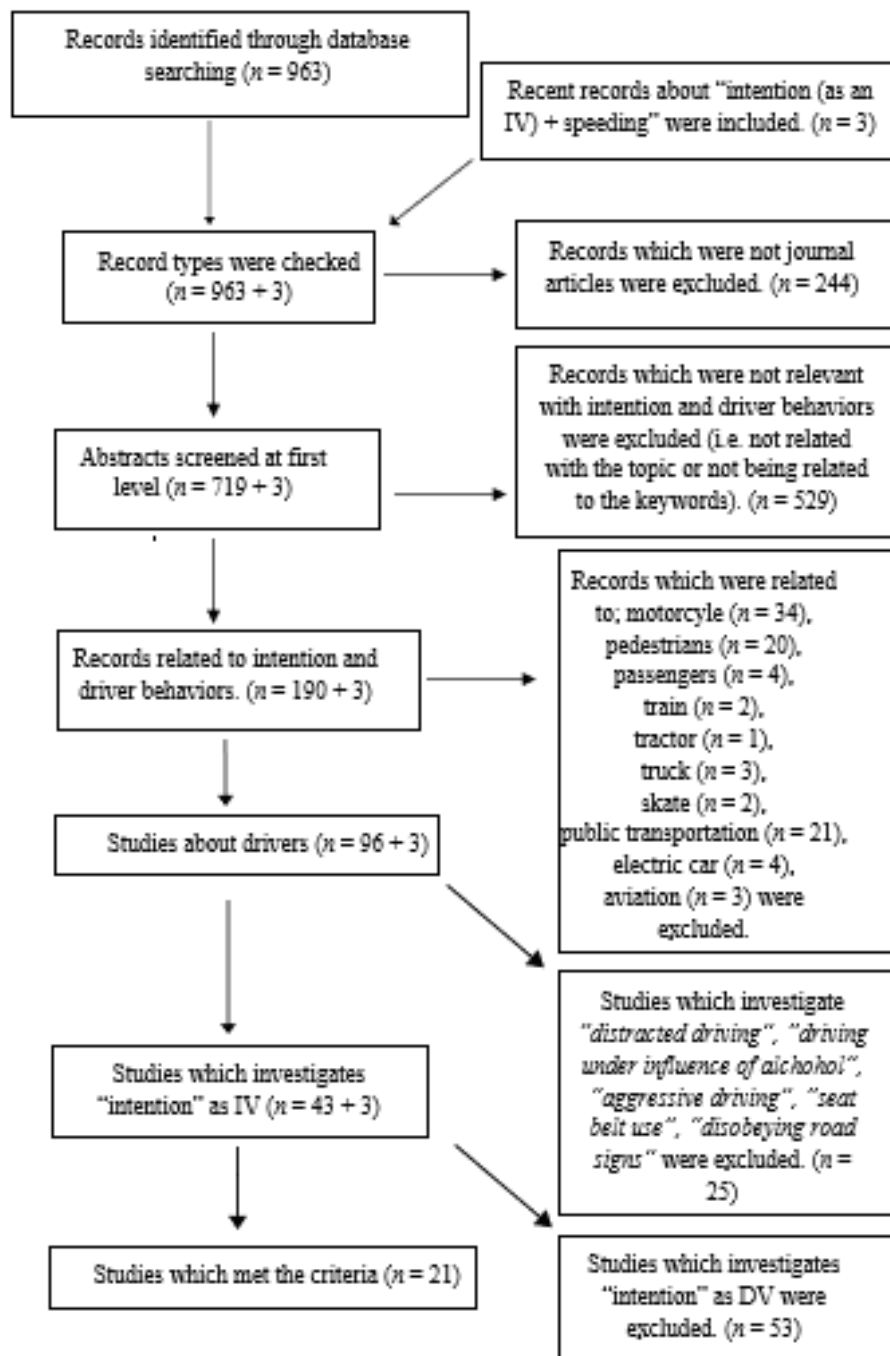 Records identified through database
searching (n = 963)
Recent records about “intention (as an
IV) + speeding” were included. (n = 3)
Record types were checked
(n = 963 + 3)
Records which were not journal
articles were excluded. (n = 244)
Abstracts screened at first
level (n = 719 + 3)
Records which were not relevant
with intention and driver behaviors
were excluded (i.e. not related
with the topic or not being related
to the keywords). (n = 529)
Records related to intention and
driver behaviors. (n = 190 + 3)
Records which were related
to; motorcyle (n = 34),
pedestrians (n = 20),
passengers (n = 4),
train (n = 2),
tractor (n = 1),
truck (n = 3),
skate (n = 2),
public transportation (n = 21),
electric car (n = 4),
aviation (n = 3) were
excluded.
Studies about drivers (n = 96 + 3)
Studies which investigate
“distracted driving”, “driving
under influence of alchohol”,
“aggressive driving”, “seat
belt use”, “disobeying road
signs” were excluded. (n =
25)
Studies which investigates
“intention” as IV (n = 43 + 3)
Studies which investigates
“intention” as DV were
excluded. (n = 53)
Studies which met the criteria (n = 21)